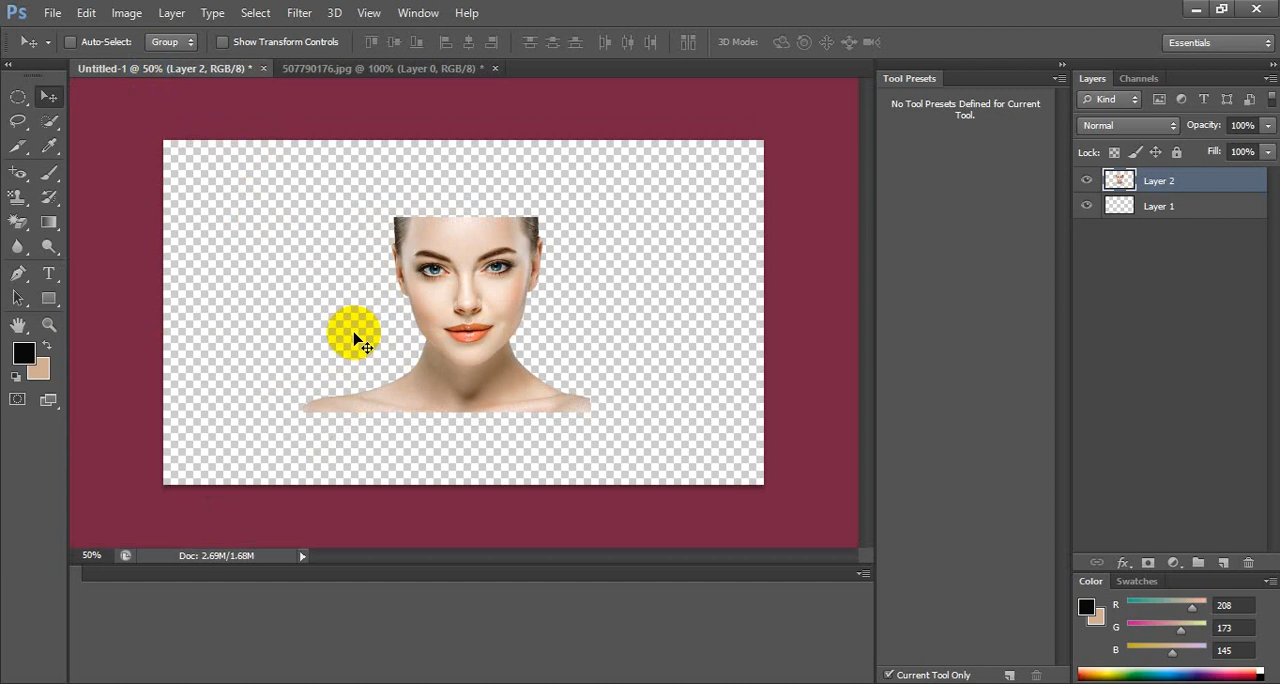 Ps File Edit Image Layer Type Select Filter 3D View Window Help
Auto-Select: Group Show Transform Controls 3D Mode: Essentials
Untitled-1 @ 50% (Layer 2, RGB/8) * × 507790176.jpg @ 100% (Layer 0, RGB/8) * ×
Tool Presets
No Tool Presets Defined for Current
Tool.
Layers Channels
Kind
Normal Opacity: 100%
Lock: Fill: 100%
Layer 2
Layer 1
50% Doc: 2.69M/1.68M
Color Swatches
R 208
G 173
B 145
Current Tool Only